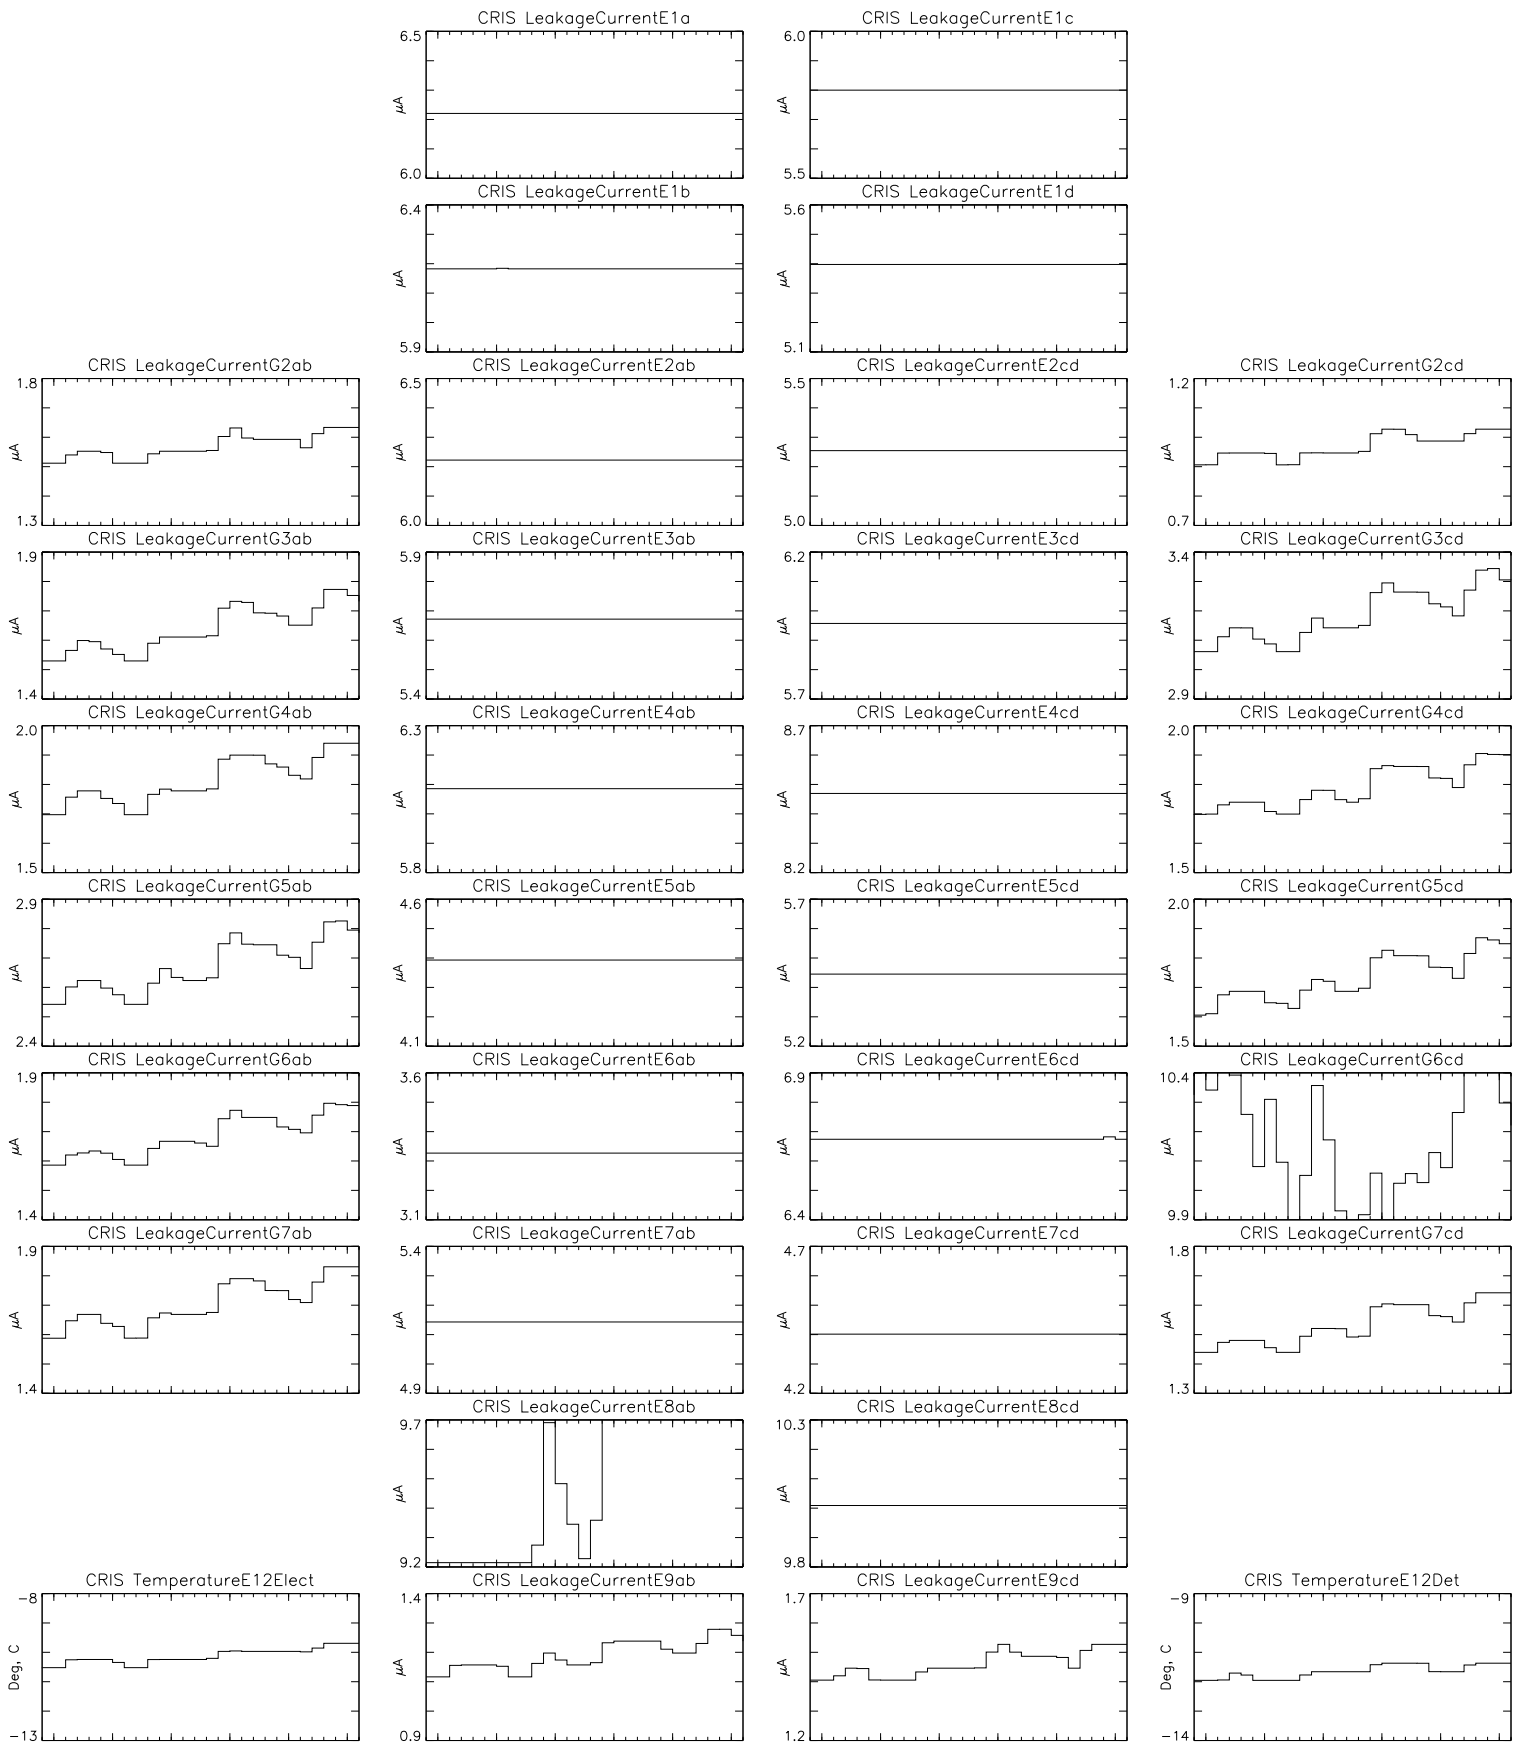 CRIS LeakageCurrentE1a
6.5
μA
6.0
CRIS LeakageCurrentE1c
6.0
μA
5.5
CRIS LeakageCurrentE1b
6.4
μA
5.9
CRIS LeakageCurrentE1d
5.6
μA
5.1
CRIS LeakageCurrentG2ab
1.8
μA
1.3
CRIS LeakageCurrentE2ab
6.5
μA
6.0
CRIS LeakageCurrentE2cd
5.5
μA
5.0
CRIS LeakageCurrentG2cd
1.2
μA
0.7
CRIS LeakageCurrentG3ab
1.9
μA
1.4
CRIS LeakageCurrentE3ab
5.9
μA
5.4
CRIS LeakageCurrentE3cd
6.2
μA
5.7
CRIS LeakageCurrentG3cd
3.4
μA
2.9
CRIS LeakageCurrentG4ab
2.0
μA
1.5
CRIS LeakageCurrentE4ab
6.3
μA
5.8
CRIS LeakageCurrentE4cd
8.7
μA
8.2
CRIS LeakageCurrentG4cd
2.0
μA
1.5
CRIS LeakageCurrentG5ab
2.9
μA
2.4
CRIS LeakageCurrentE5ab
4.6
μA
4.1
CRIS LeakageCurrentE5cd
5.7
μA
5.2
CRIS LeakageCurrentG5cd
2.0
μA
1.5
CRIS LeakageCurrentG6ab
1.9
μA
1.4
CRIS LeakageCurrentE6ab
3.6
μA
3.1
CRIS LeakageCurrentE6cd
6.9
μA
6.4
CRIS LeakageCurrentG6cd
10.4
μA
9.9
CRIS LeakageCurrentG7ab
1.9
μA
1.4
CRIS LeakageCurrentE7ab
5.4
μA
4.9
CRIS LeakageCurrentE7cd
4.7
μA
4.2
CRIS LeakageCurrentG7cd
1.8
μA
1.3
CRIS LeakageCurrentE8ab
9.7
μA
9.2
CRIS LeakageCurrentE8cd
10.3
μA
9.8
CRIS TemperatureE12Elect
-8
Deg, C
-13
CRIS LeakageCurrentE9ab
1.4
μA
0.9
CRIS LeakageCurrentE9cd
1.7
μA
1.2
CRIS TemperatureE12Det
-9
Deg, C
-14